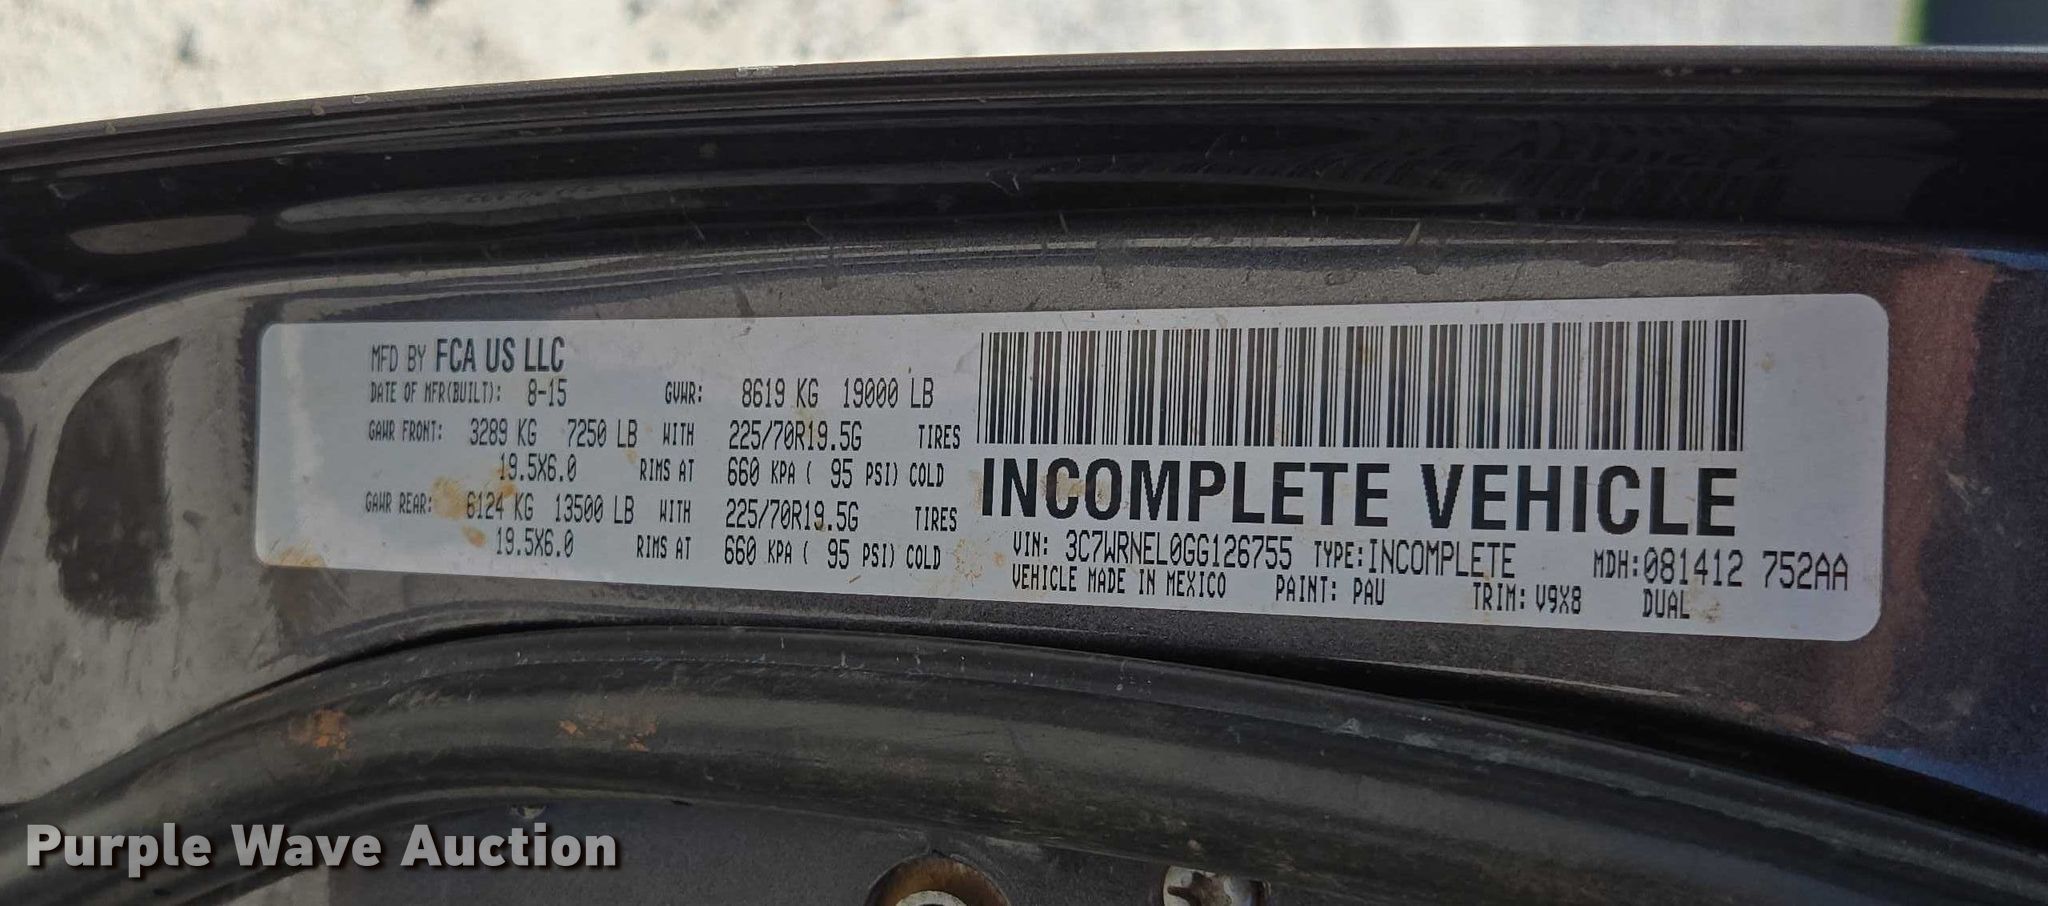 MFD BY FCA US LLC
DATE OF MFR(BUILT): 8-15 GVWR: 8619 KG 19000 LB
GAWR FRONT: 3289 KG 7250 LB WITH 225/70R19.5G TIRES
19.5X6.0 RIMS AT 660 KPA ( 95 PSI) COLD
GAWR REAR: 6124 KG 13500 LB WITH 225/70R19.5G TIRES
19.5X6.0 RIMS AT 660 KPA ( 95 PSI) COLD
INCOMPLETE VEHICLE
VIN: 3C7WRNEL0GG126755 TYPE:INCOMPLETE MDH:081412 752AA
VEHICLE MADE IN MEXICO PAINT: PAU TRIM: V9X8 DUAL
Purple Wave Auction